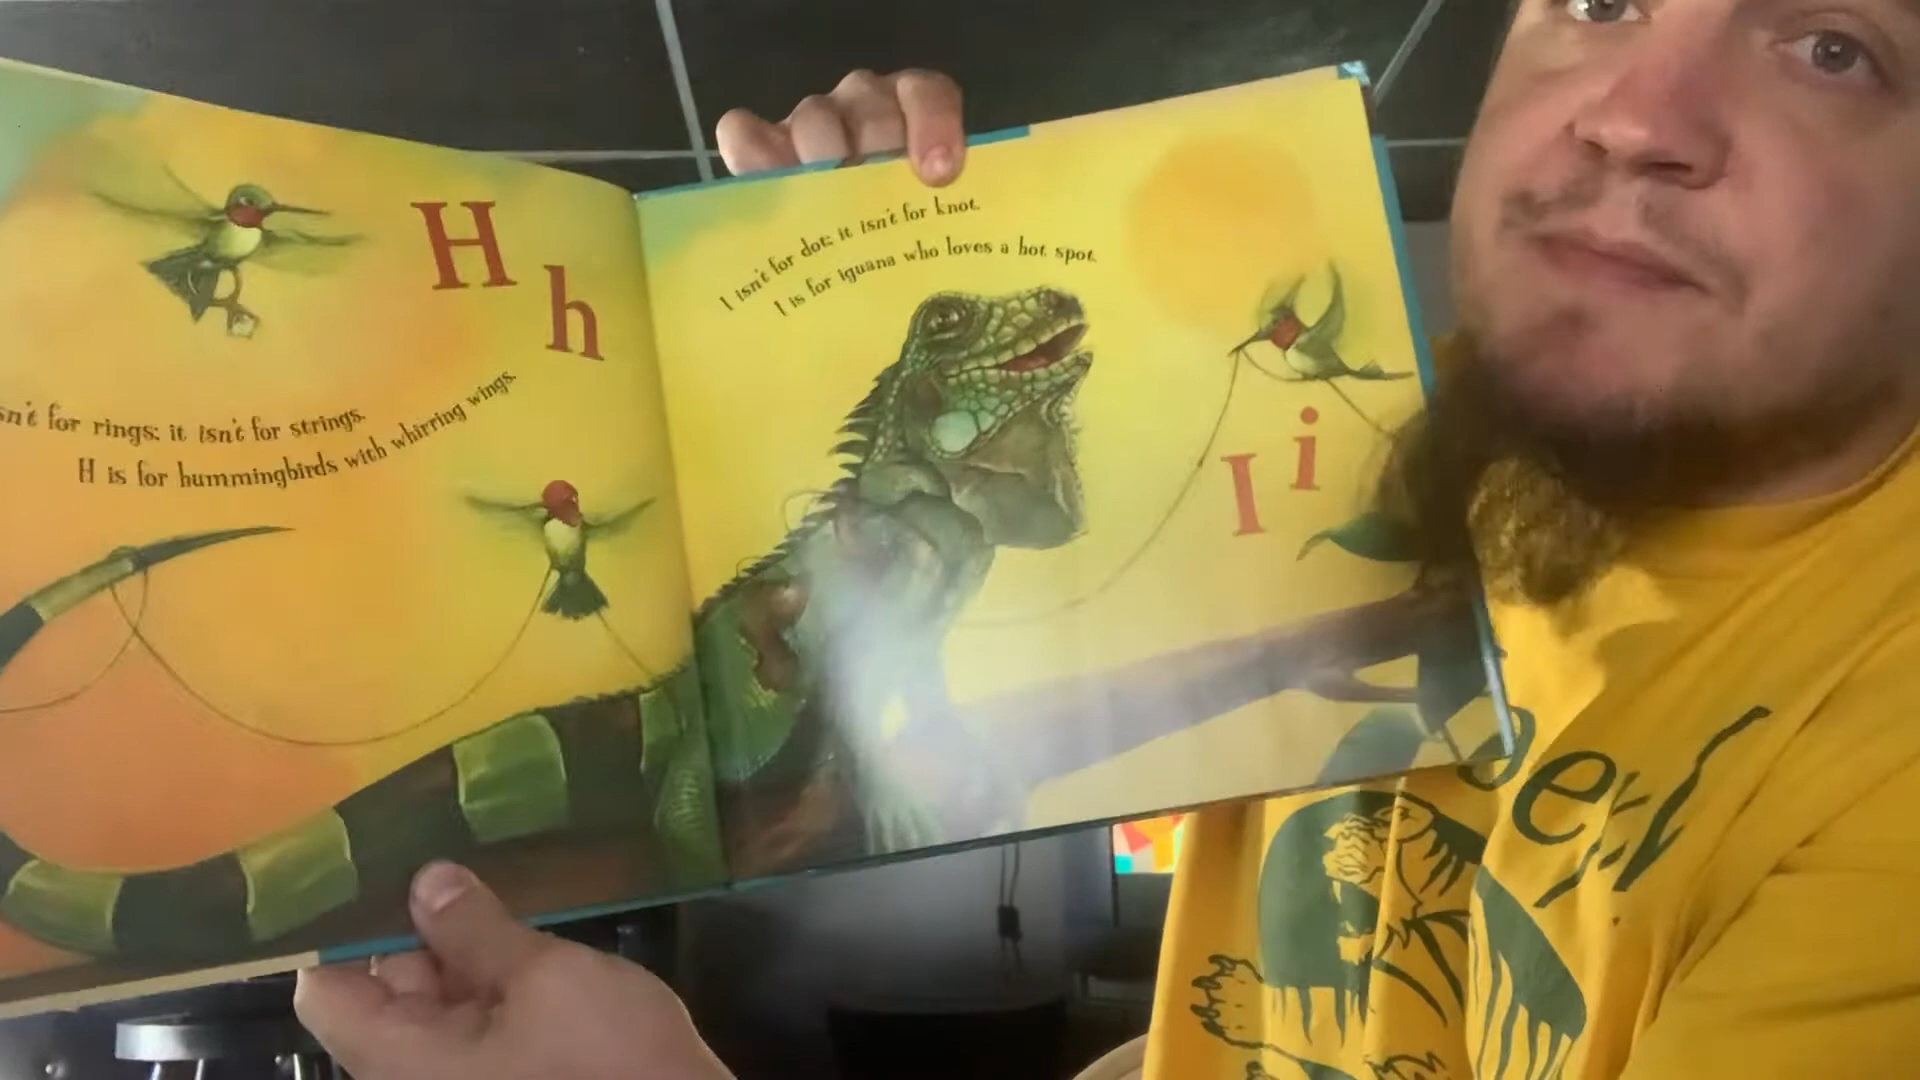 H
h
for rings; it isn't for strings.
H is for hummingbirds with whirring wings.
I isn't for dot; it isn't for knot.
I is for iguana who loves a hot spot.
I i